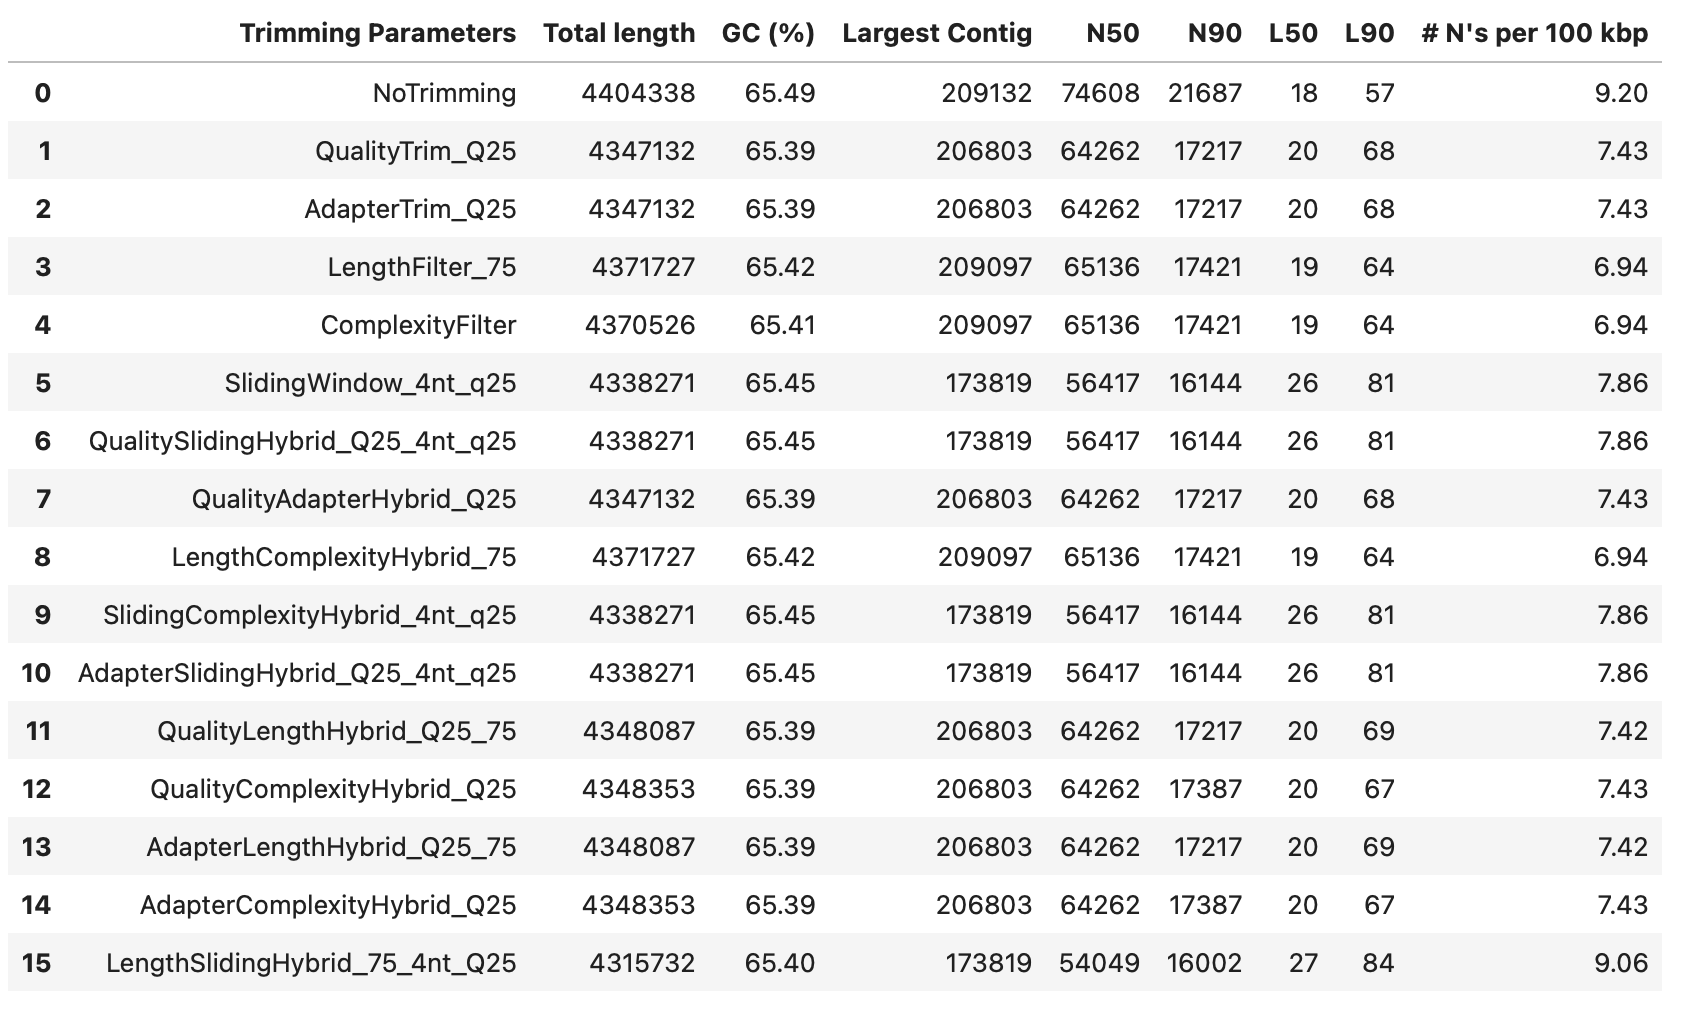 Trimming Parameters Total length GC (%) Largest Contig N50 N90 L50 L90 # N's per 100 kbp
0 NoTrimming 4404338 65.49 209132 74608 21687 18 57 9.20
1 QualityTrim_Q25 4347132 65.39 206803 64262 17217 20 68 7.43
2 AdapterTrim_Q25 4347132 65.39 206803 64262 17217 20 68 7.43
3 LengthFilter_75 4371727 65.42 209097 65136 17421 19 64 6.94
4 ComplexityFilter 4370526 65.41 209097 65136 17421 19 64 6.94
5 SlidingWindow_4nt_q25 4338271 65.45 173819 56417 16144 26 81 7.86
6 QualitySlidingHybrid_Q25_4nt_q25 4338271 65.45 173819 56417 16144 26 81 7.86
7 QualityAdapterHybrid_Q25 4347132 65.39 206803 64262 17217 20 68 7.43
8 LengthComplexityHybrid_75 4371727 65.42 209097 65136 17421 19 64 6.94
9 SlidingComplexityHybrid_4nt_q25 4338271 65.45 173819 56417 16144 26 81 7.86
10 AdapterSlidingHybrid_Q25_4nt_q25 4338271 65.45 173819 56417 16144 26 81 7.86
11 QualityLengthHybrid_Q25_75 4348087 65.39 206803 64262 17217 20 69 7.42
12 QualityComplexityHybrid_Q25 4348353 65.39 206803 64262 17387 20 67 7.43
13 AdapterLengthHybrid_Q25_75 4348087 65.39 206803 64262 17217 20 69 7.42
14 AdapterComplexityHybrid_Q25 4348353 65.39 206803 64262 17387 20 67 7.43
15 LengthSlidingHybrid_75_4nt_Q25 4315732 65.40 173819 54049 16002 27 84 9.06